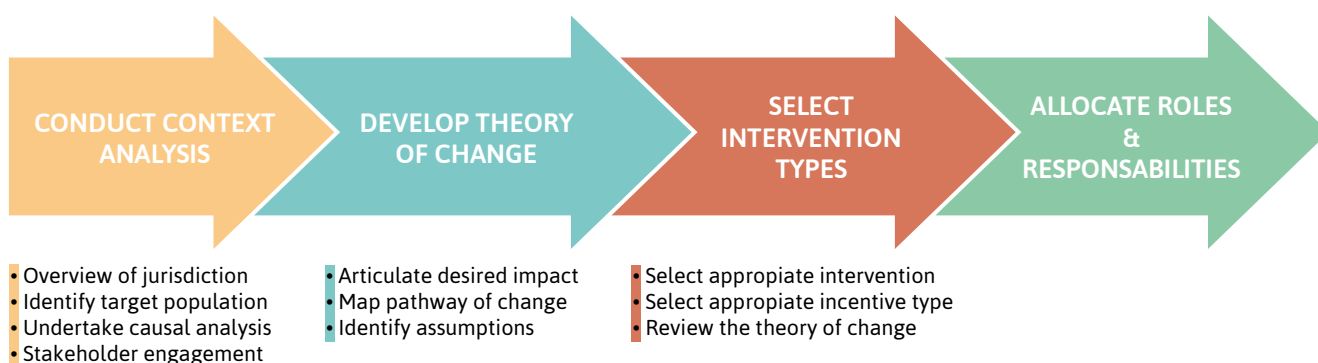 CONDUCT CONTEXT
ANALYSIS
DEVELOP THEORY
OF CHANGE
SELECT
INTERVENTION
TYPES
ALLOCATE ROLES
&
RESPONSABILITIES
• Overview of jurisdiction
• Identify target population
• Undertake causal analysis
• Stakeholder engagement
• Articulate desired impact
• Map pathway of change
• Identify assumptions
• Select appropiate intervention
• Select appropiate incentive type
• Review the theory of change